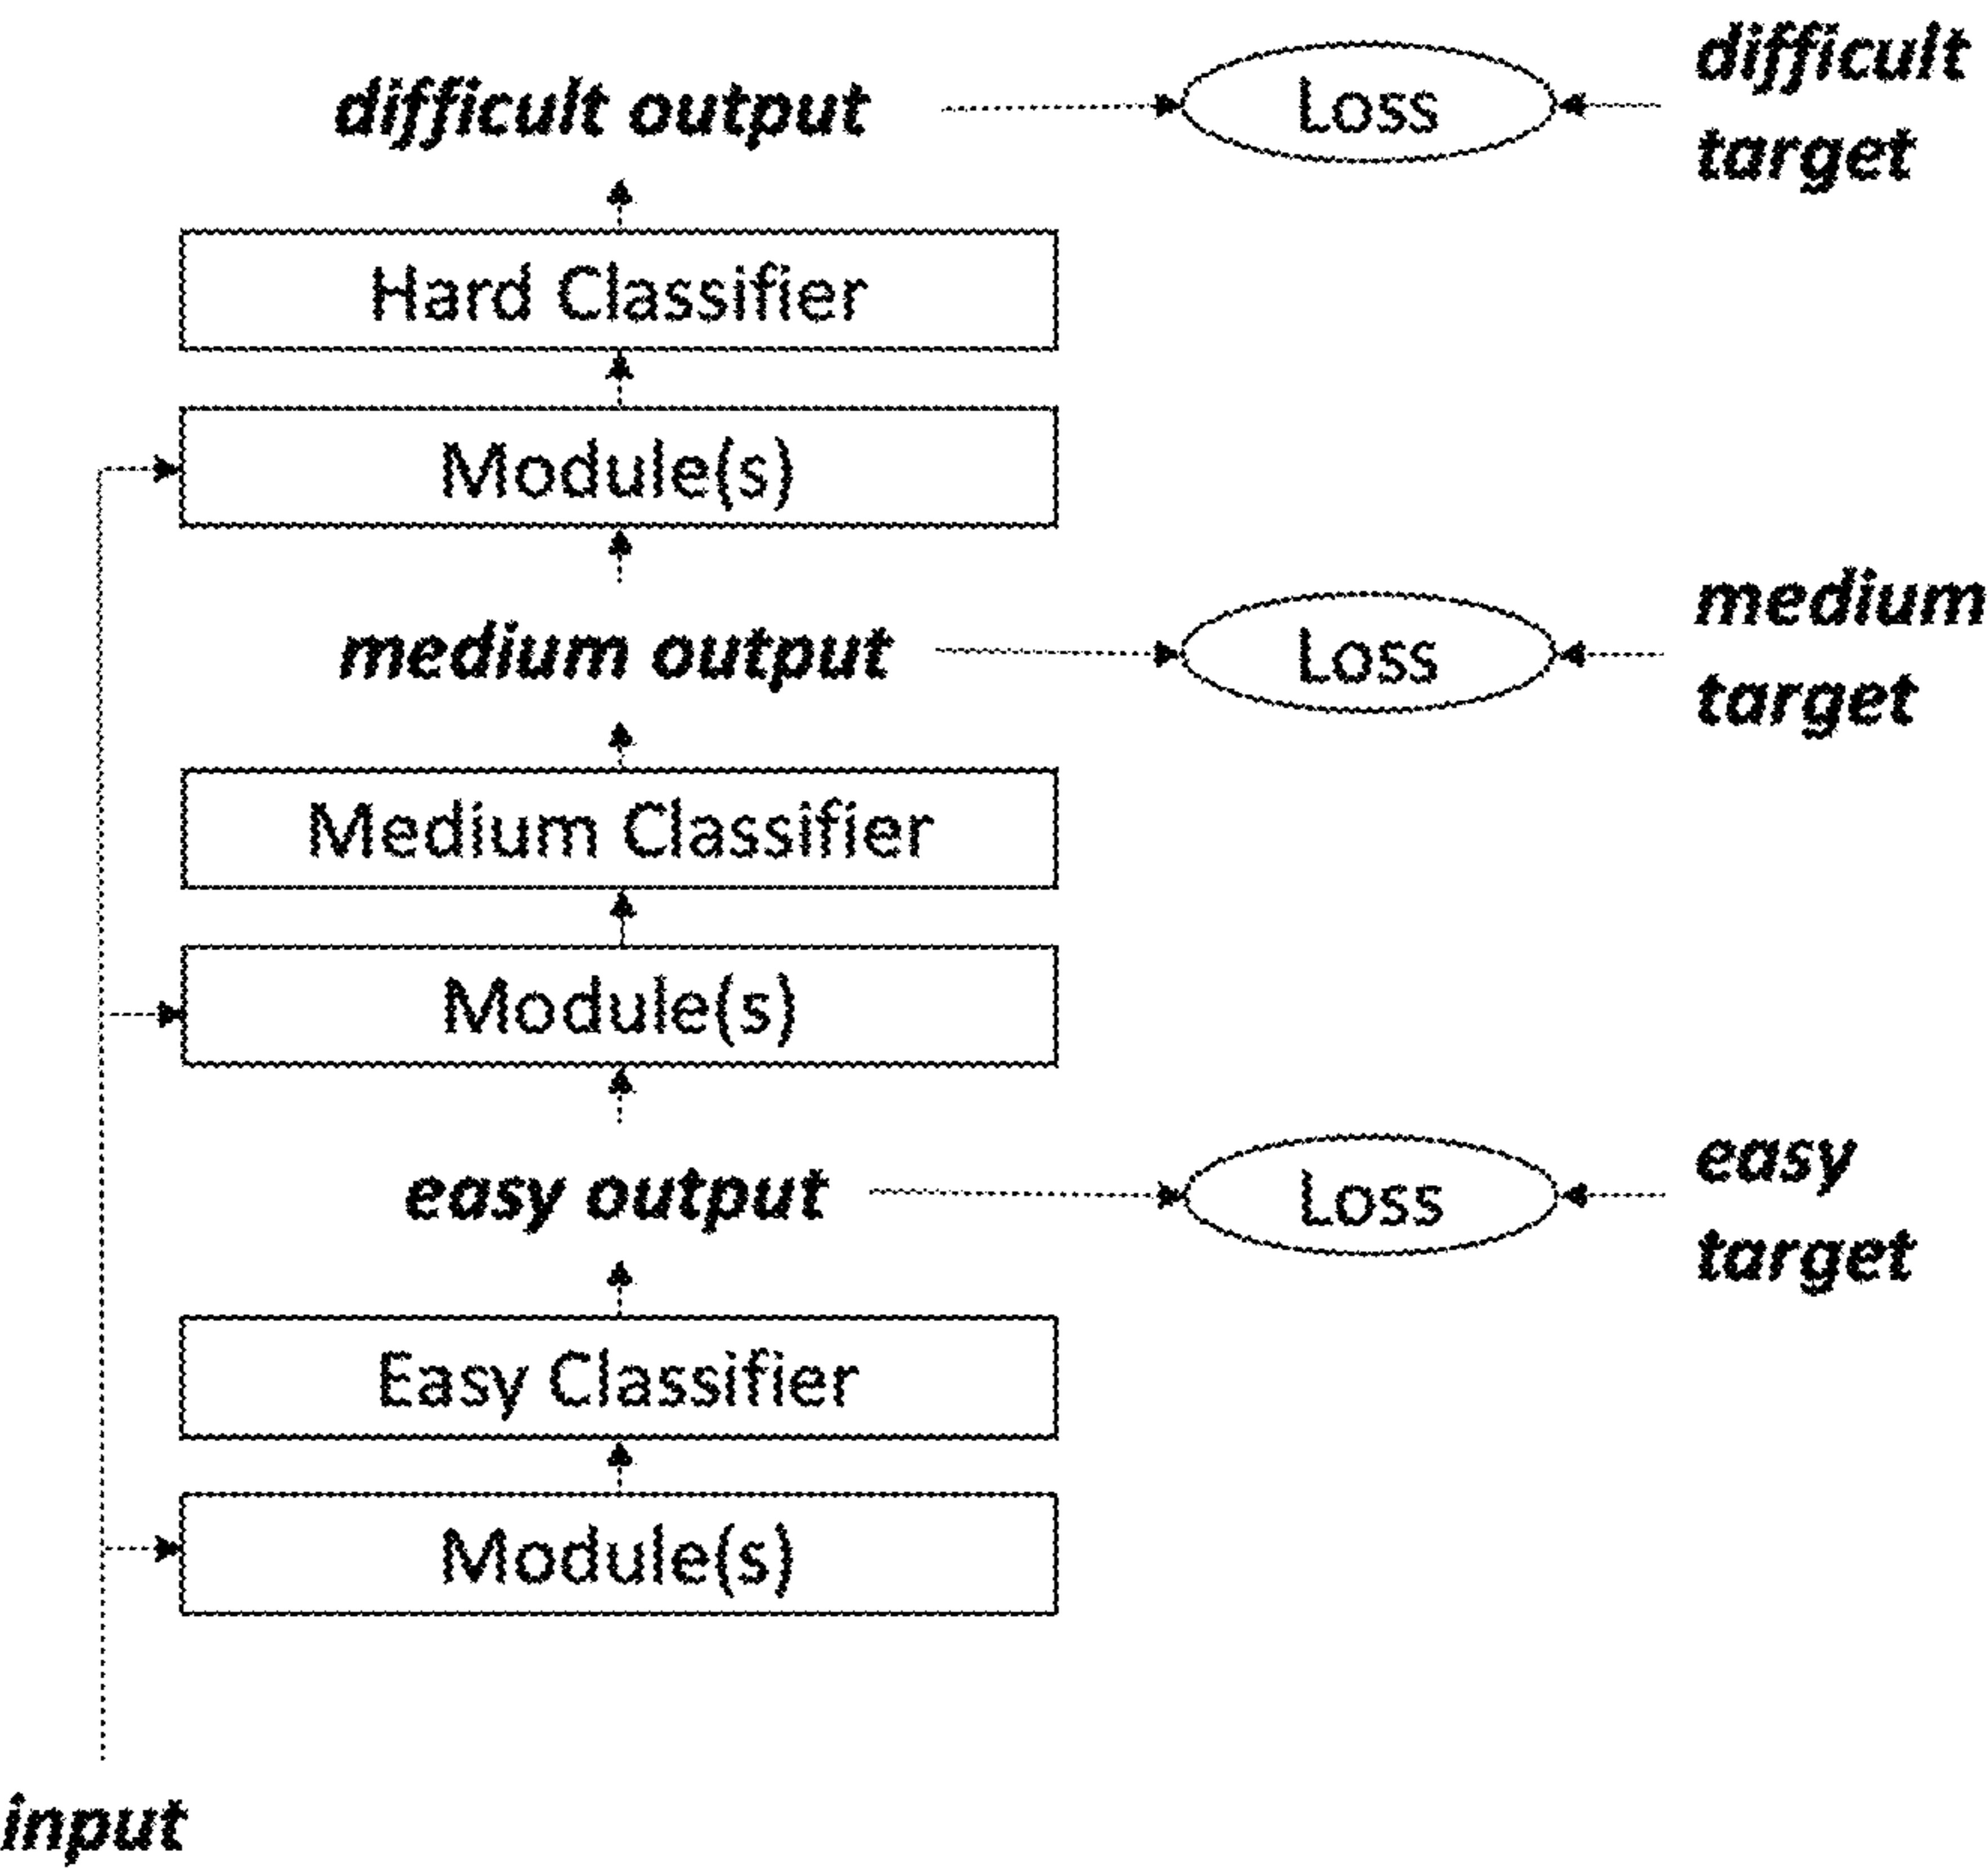 difficult output
Loss
difficult
target
Hard Classifier
Module(s)
medium output
Loss
medium
target
Medium Classifier
Module(s)
easy output
Loss
easy
target
Easy Classifier
Module(s)
input